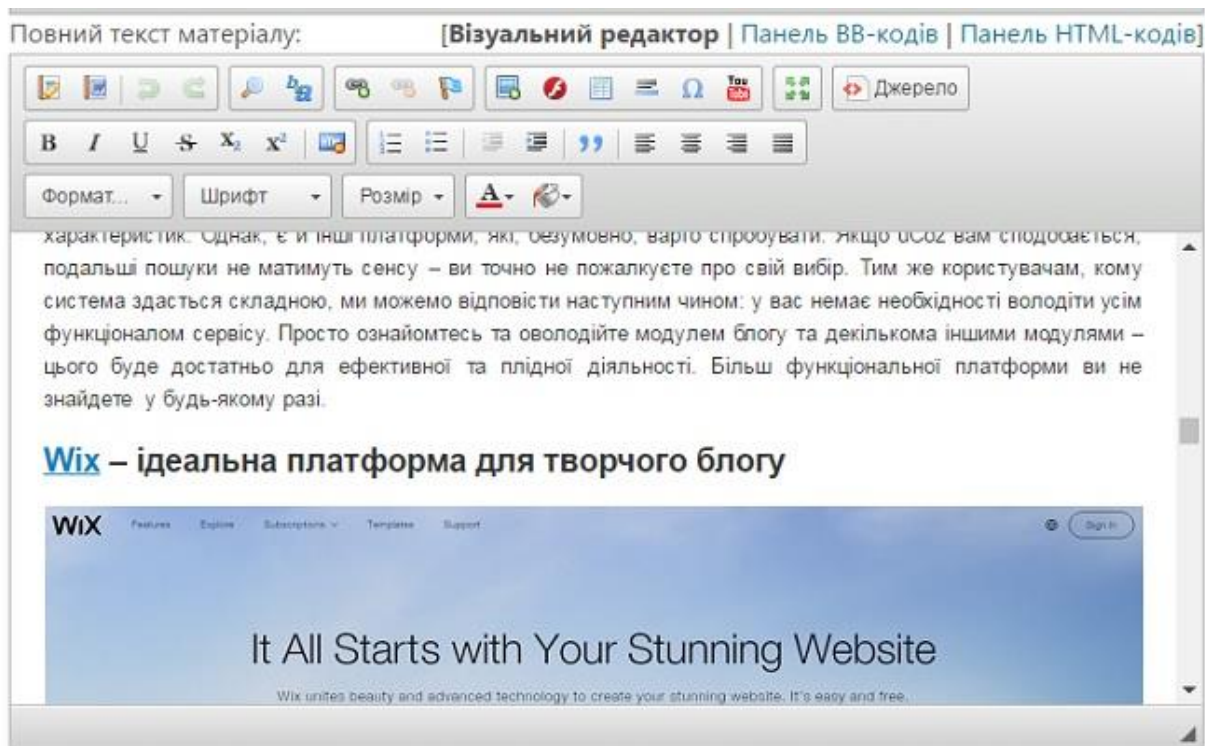 Повний текст матеріалу: [Візуальний редактор | Панель BB-кодів | Панель HTML-кодів]
You Tube Джерело
B I U S X₂ X²
Формат... Шрифт Розмір A
характеристик. Однак, є й інші платформи, які, безумовно, варто спробувати. Якщо uCoz вам сподобається,
подальші пошуки не матимуть сенсу – ви точно не пожалкуєте про свій вибір. Тим же користувачам, кому
система здасться складною, ми можемо відповісти наступним чином: у вас немає необхідності володіти усім
функціоналом сервісу. Просто ознайомтесь та оволодійте модулем блогу та декількома іншими модулями –
цього буде достатньо для ефективної та плідної діяльності. Більш функціональної платформи ви не
знайдете у будь-якому разі.
Wix – ідеальна платформа для творчого блогу
WiX Features Explore Subscriptions Templates Support Sign In
It All Starts with Your Stunning Website
Wix unites beauty and advanced technology to create your stunning website. It's easy and free.